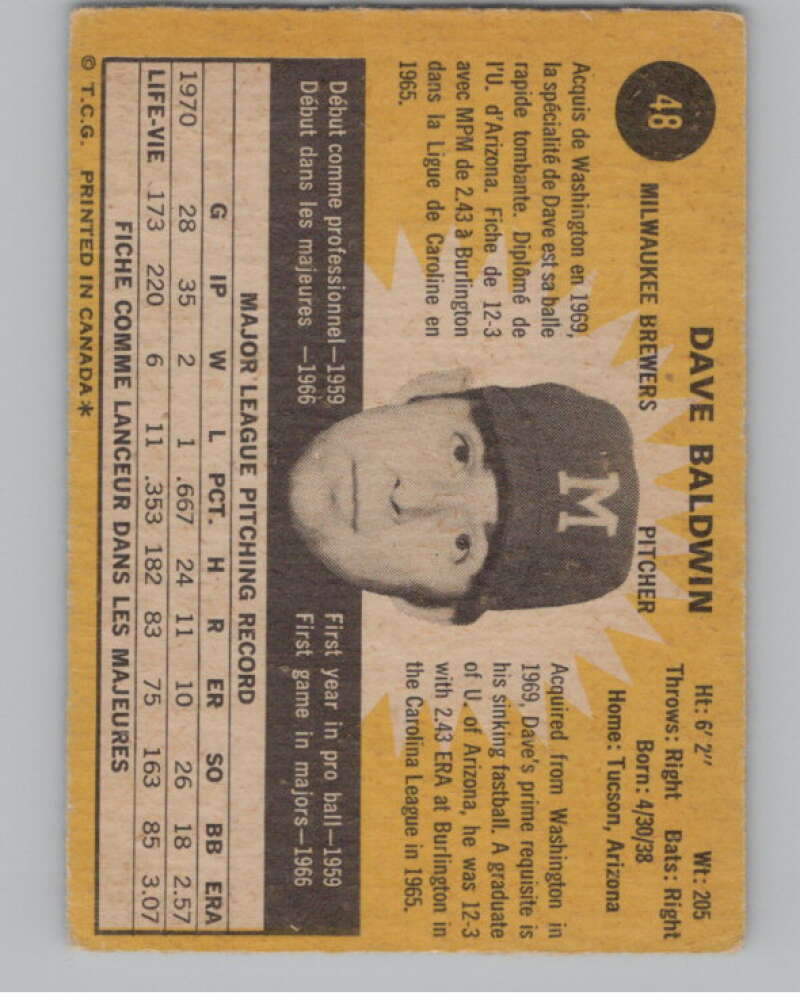 48
DAVE BALDWIN
MILWAUKEE BREWERS PITCHER
Ht: 6' 2" Wt: 205
Throws: Right Bats: Right
Born: 4/30/38
Home: Tucson, Arizona
Acquis de Washington en 1969,
la spécialité de Dave est sa balle
rapide tombante. Diplômé de
l'U. d'Arizona. Fiche de 12-3
avec MPM de 2.43 à Burlington
dans la Ligue de Caroline en
1965.
M
Acquired from Washington in
1969, Dave's prime requisite is
his sinking fastball. A graduate
of U. of Arizona, he was 12-3
with 2.43 ERA at Burlington in
the Carolina League in 1965.
Début comme professionnel—1959
Début dans les majeures —1966
First year in pro ball—1959
First game in majors—1966
MAJOR LEAGUE PITCHING RECORD
G IP W L PCT. H R ER SO BB ERA
1970 28 35 2 1 .667 24 11 10 26 18 2.57
LIFE-VIE 173 220 6 11 .353 182 83 75 163 85 3.07
FICHE COMME LANCEUR DANS LES MAJEURES
© T.C.G. PRINTED IN CANADA*